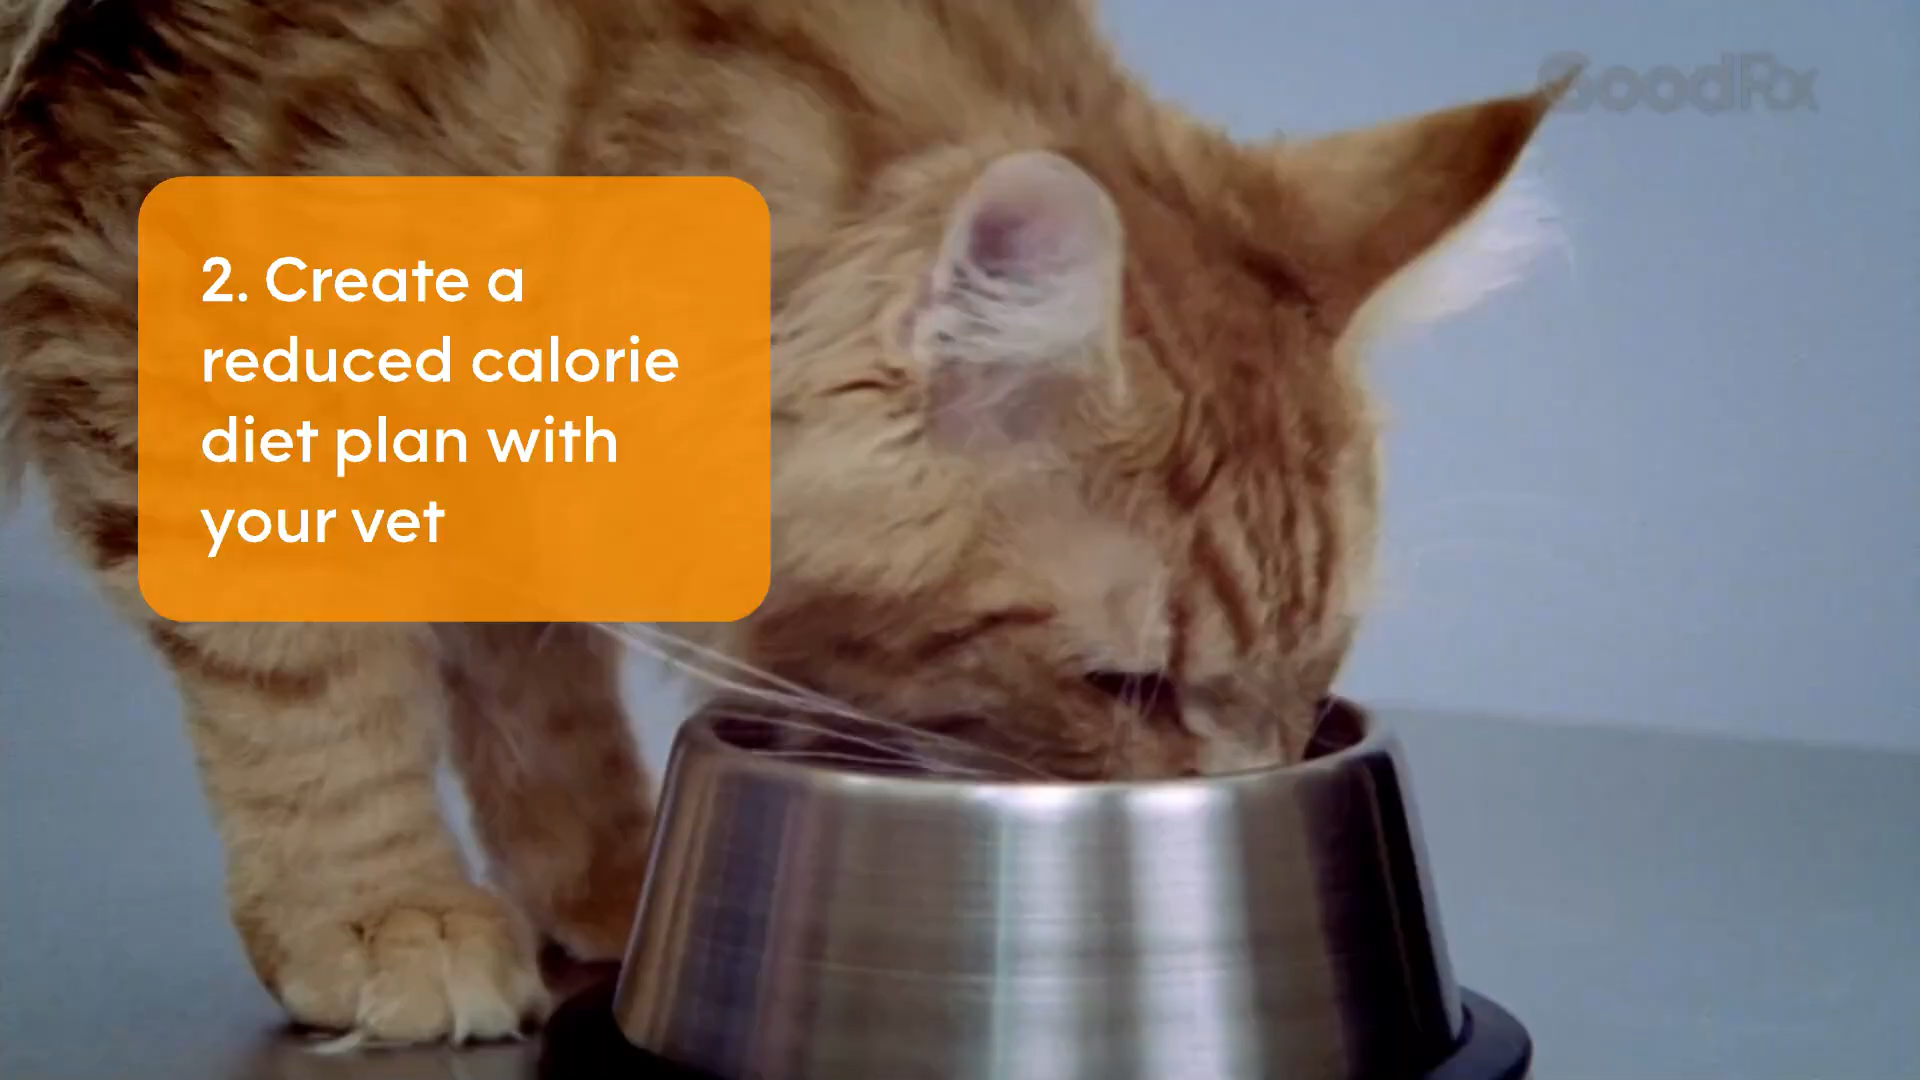 GoodRx
2. Create a
reduced calorie
diet plan with
your vet